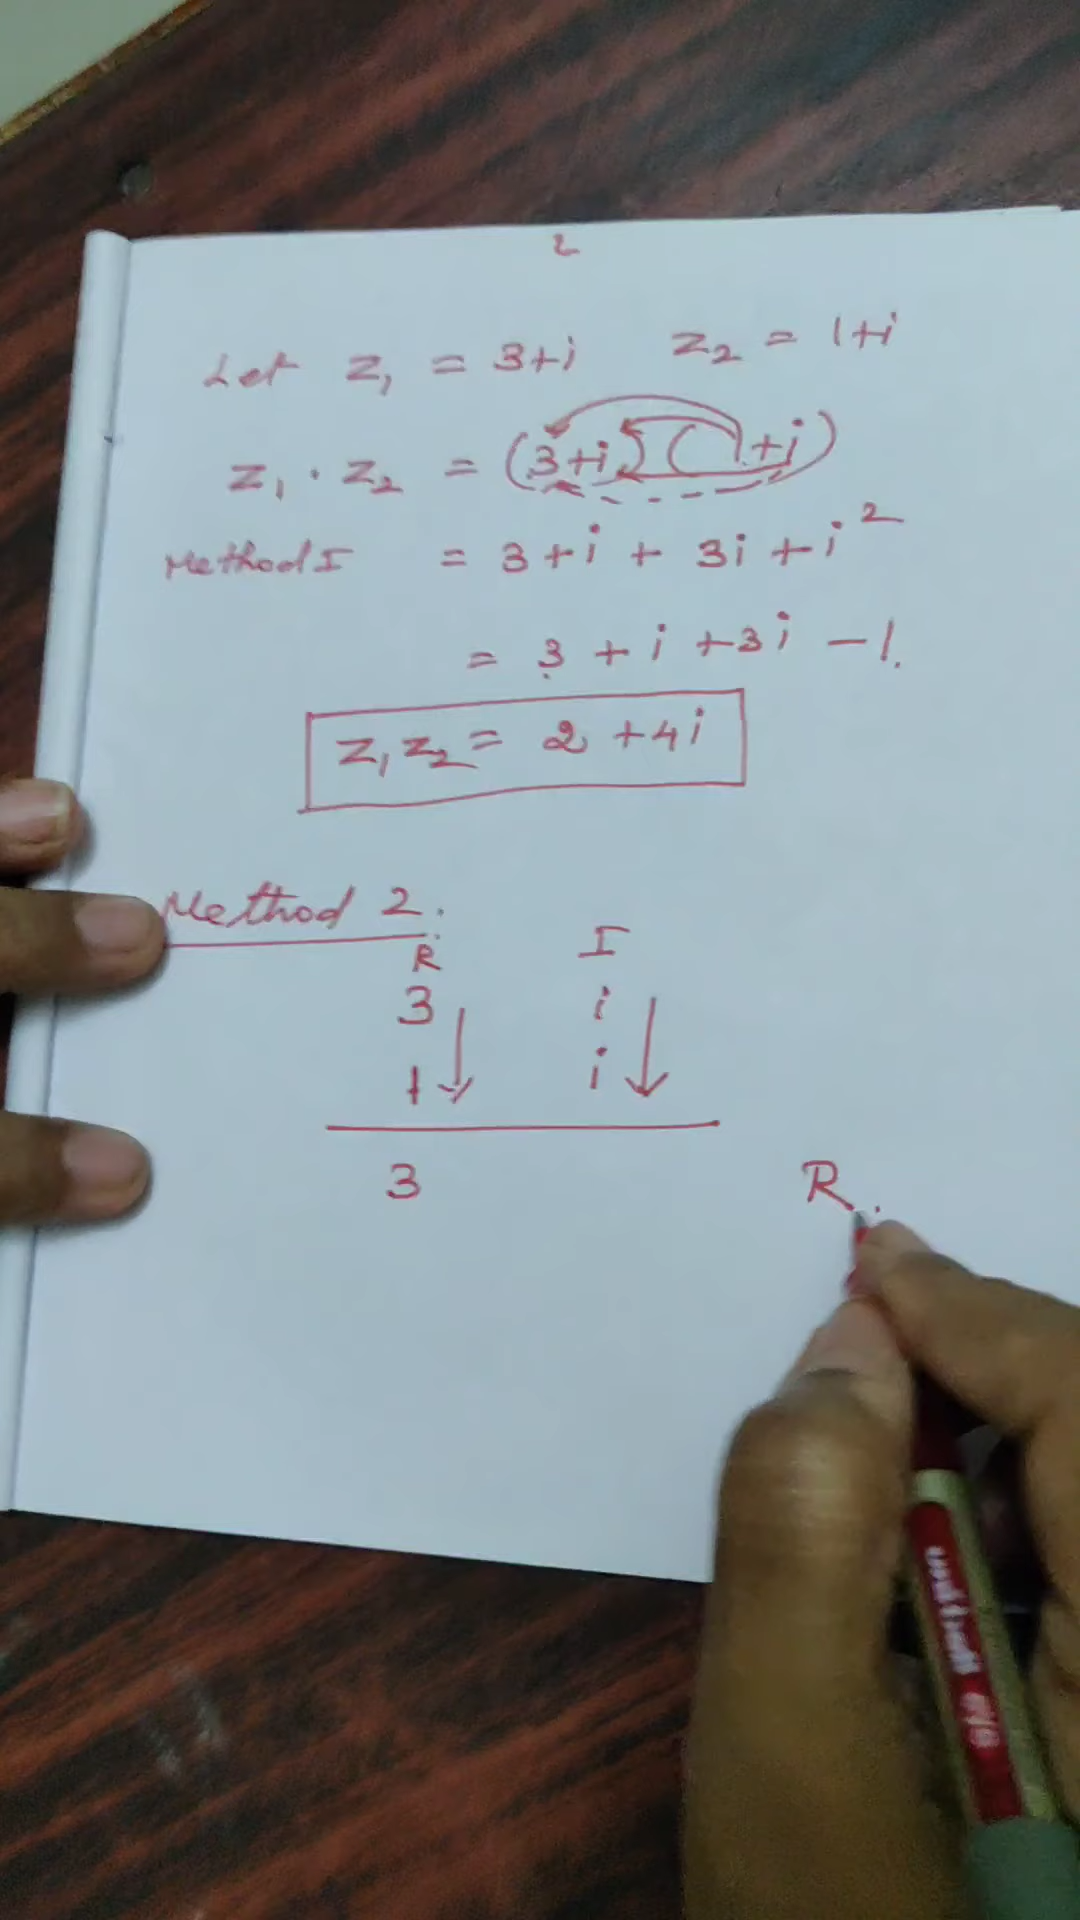 2
Let z₁ = 3+i z₂ = 1+i
z₁ . z₂ = (3+i) (1+i)
Method I = 3+i + 3i + i²
= 3 + i +3i -1.
z₁z₂ = 2 +4i
Method 2.
R I
3 i
1 i
3
R